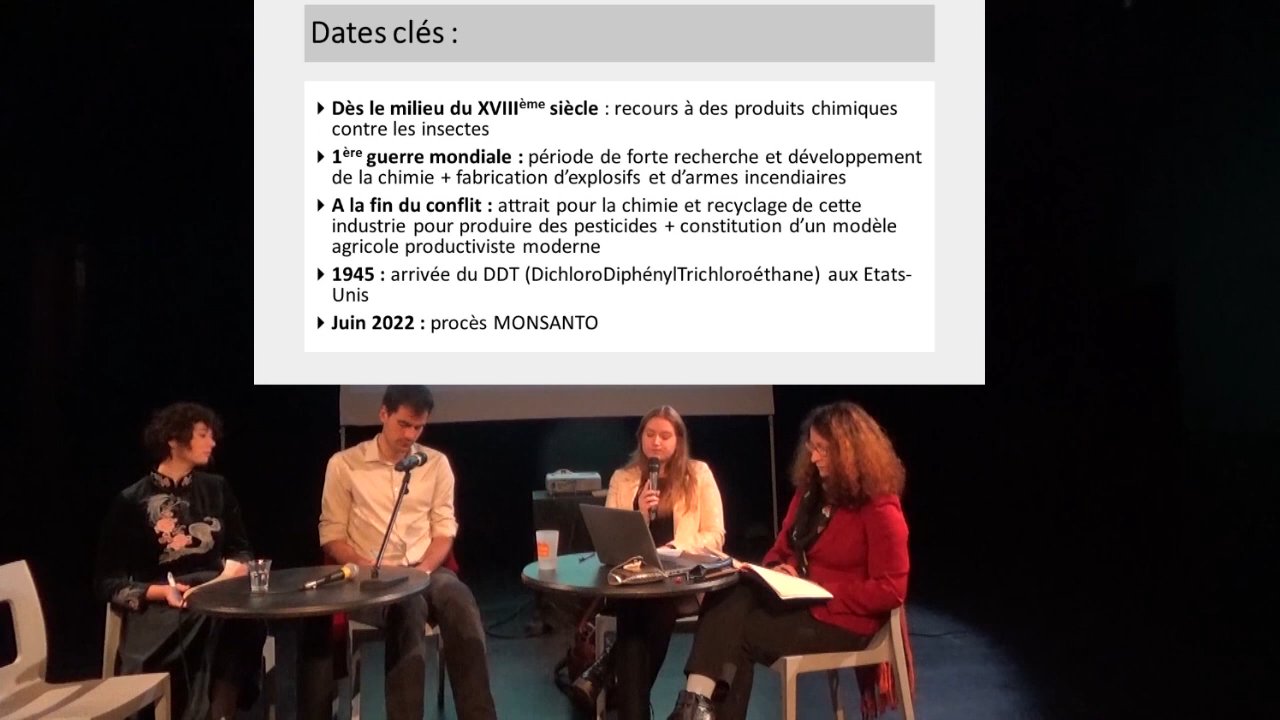 Dates clés :
Dès le milieu du XVIIIème siècle : recours à des produits chimiques
contre les insectes
1ère guerre mondiale : période de forte recherche et développement
de la chimie + fabrication d’explosifs et d’armes incendiaires
A la fin du conflit : attrait pour la chimie et recyclage de cette
industrie pour produire des pesticides + constitution d’un modèle
agricole productiviste moderne
1945 : arrivée du DDT (DichloroDiphénylTrichloroéthane) aux Etats-
Unis
Juin 2022 : procès MONSANTO